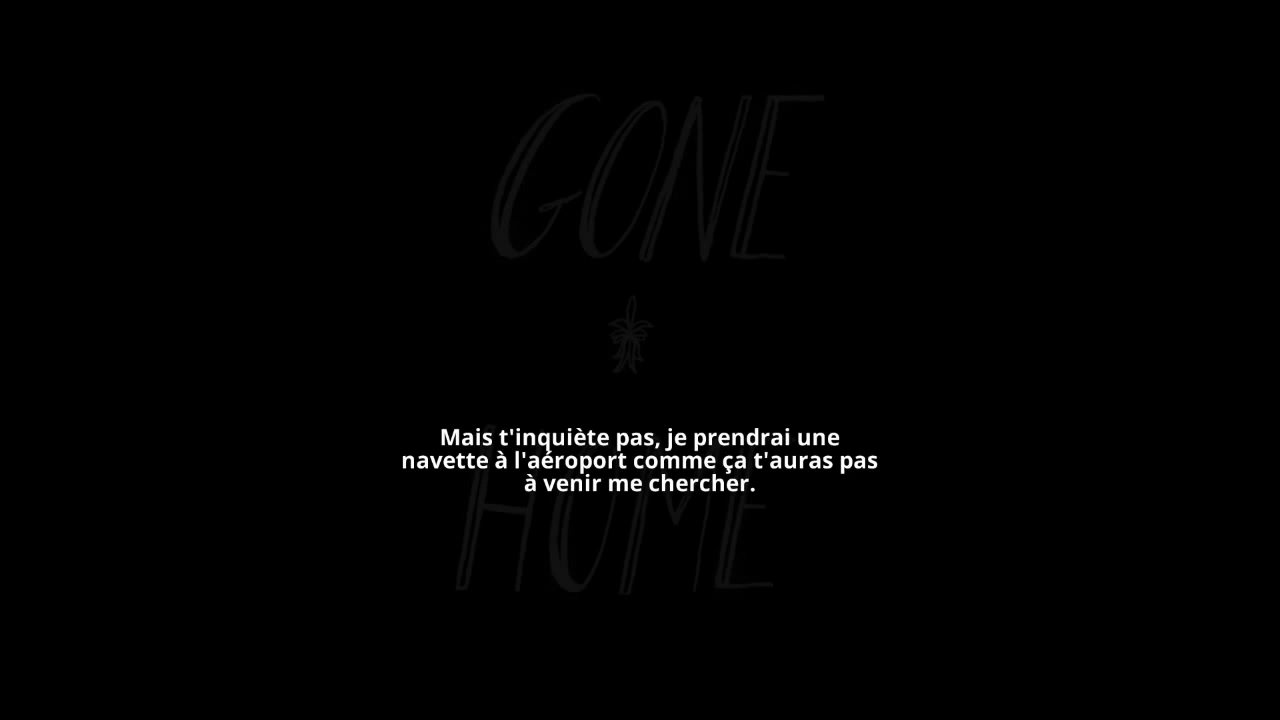 GONE
Mais t'inquiète pas, je prendrai une
navette à l'aéroport comme ça t'auras pas
à venir me chercher.
HOME